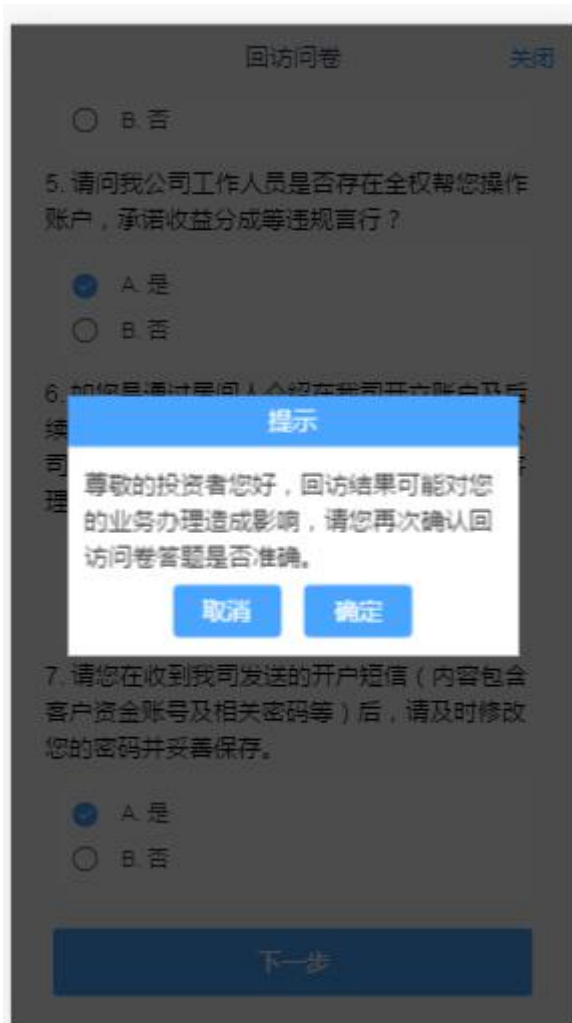 回访问卷 关闭
B. 否
5. 请问我公司工作人员是否存在全权帮您操作
账户，承诺收益分成等违规言行？
A. 是
B. 否
提示
尊敬的投资者您好，回访结果可能对您
的业务办理造成影响，请您再次确认回
访问卷答题是否准确。
取消 确定
7. 请您在收到我司发送的开户短信（内容包含
客户资金账号及相关密码等）后，请及时修改
您的密码并妥善保存。
A. 是
B. 否
下一步